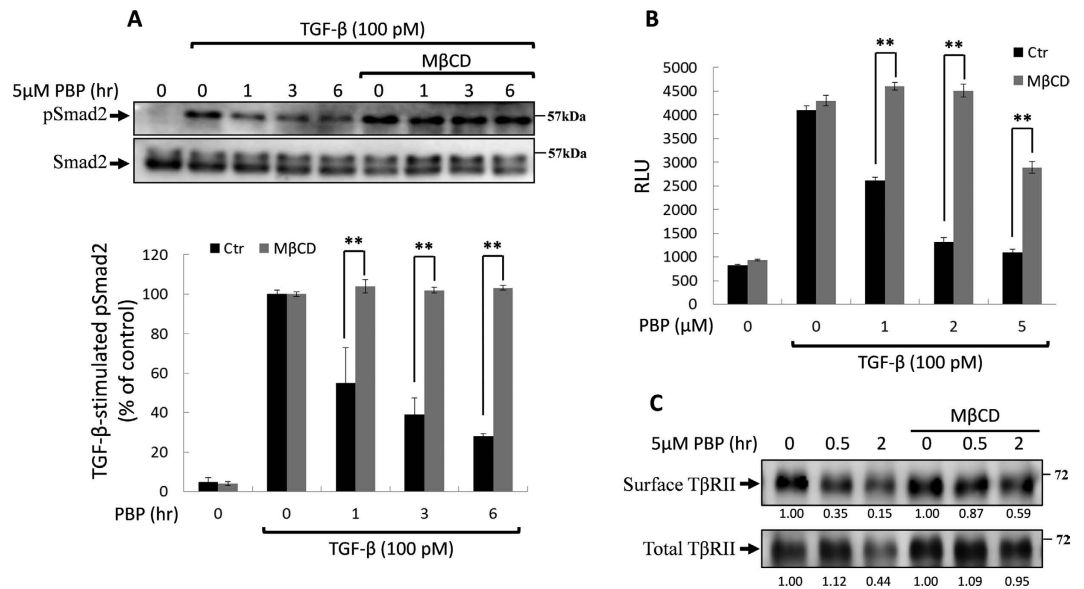 A
TGF-β (100 pM)
MβCD
5µM PBP (hr) 0 0 1 3 6 0 1 3 6
pSmad2
57kDa
Smad2
57kDa
Ctr MβCD
** ** **
120
100
80
60
40
20
0
TGF-β-stimulated pSmad2
(% of control)
PBP (hr) 0 0 1 3 6
TGF-β (100 pM)
B
Ctr
MβCD
** ** **
5000
4500
4000
3500
3000
2500
2000
1500
1000
500
0
RLU
PBP (µM) 0 0 1 2 5
TGF-β (100 pM)
C
MβCD
5µM PBP (hr) 0 0.5 2 0 0.5 2
72
Surface TβRII
1.00 0.35 0.15 1.00 0.87 0.59
72
Total TβRII
1.00 1.12 0.44 1.00 1.09 0.95